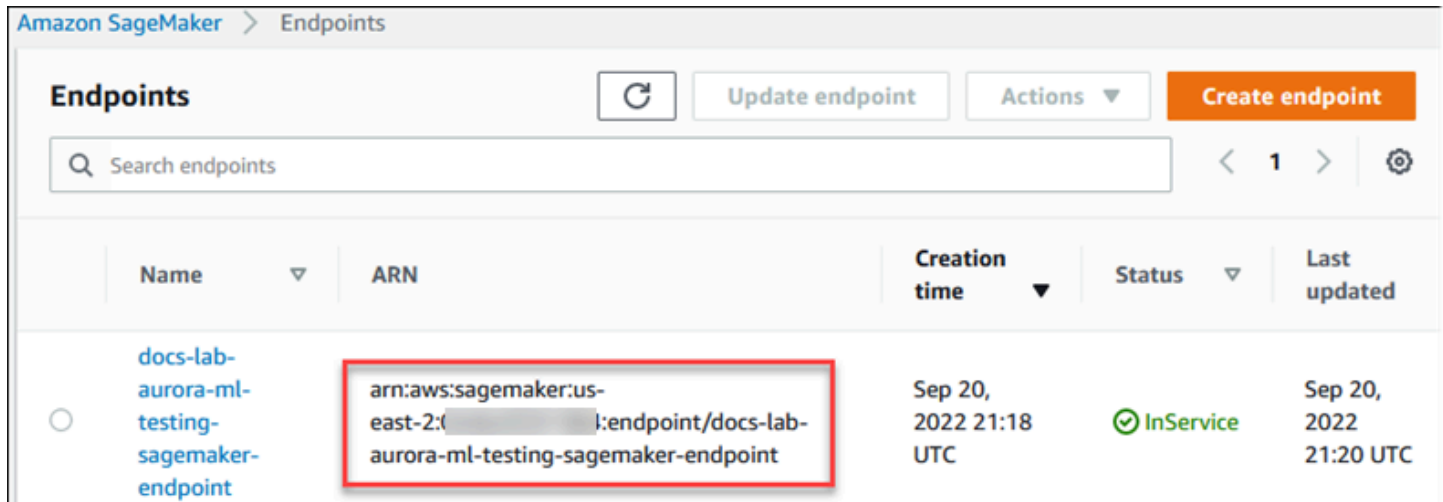 Amazon SageMaker > Endpoints
Endpoints
Update endpoint
Actions
Create endpoint
Search endpoints
1
Name
ARN
Creation
time
Status
Last
updated
docs-lab-
aurora-ml-
testing-
sagemaker-
endpoint
arn:aws:sagemaker:us-
east-2: :endpoint/docs-lab-
aurora-ml-testing-sagemaker-endpoint
Sep 20,
2022 21:18
UTC
InService
Sep 20,
2022
21:20 UTC